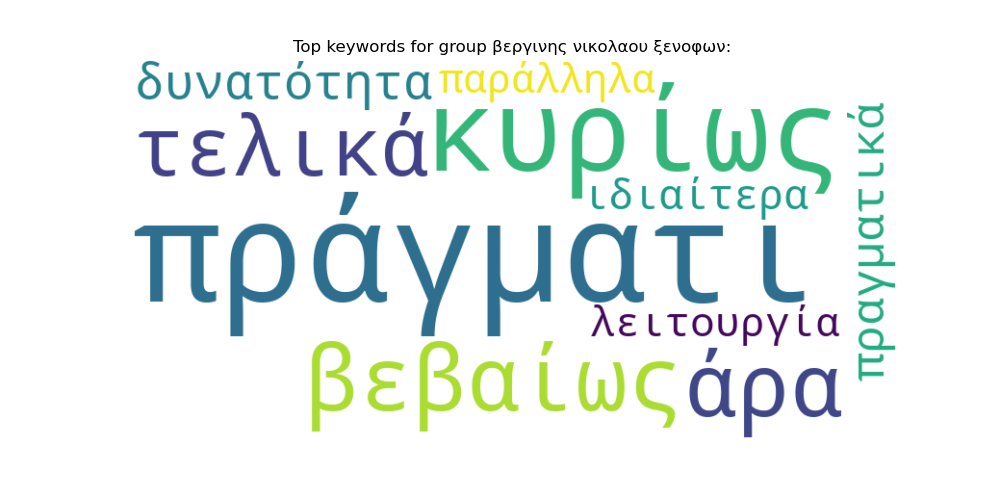 Top keywords for group βεργινης νικολαου ξενοφων:
δυνατότητα παράλληλα
τελικά κυρίως
ιδιαίτερα
πραγματικά
πράγματι
λειτουργία
βεβαίως άρα